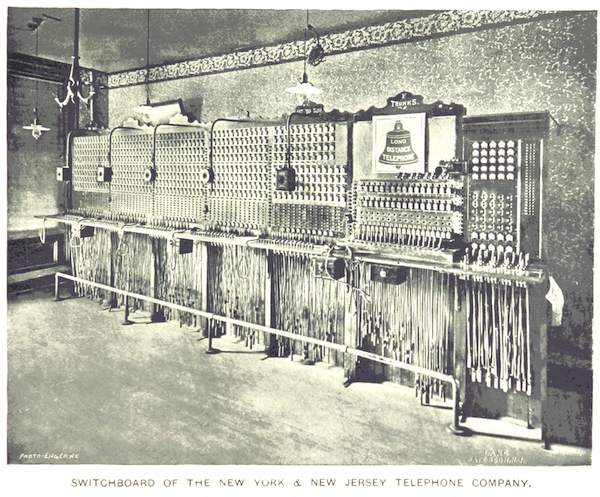 TRUNKS.
LONG
DISTANCE
TELEPHONE
PHOTO-ENG.CO.NY.
SWITCHBOARD OF THE NEW YORK & NEW JERSEY TELEPHONE COMPANY.